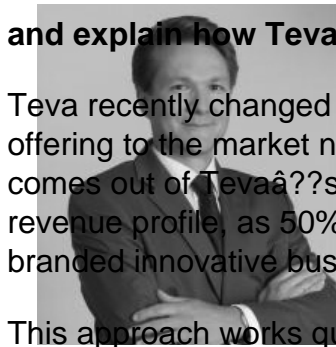 and explain how Teva
Teva recently changed
offering to the market n
comes out of Tevaâ??s
revenue profile, as 50%
branded innovative bus
This approach works qu